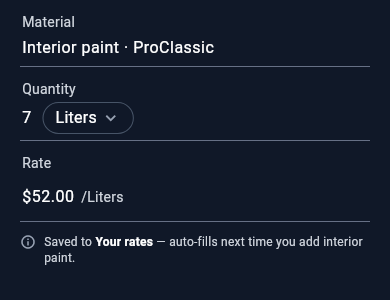 Material
Interior paint · ProClassic
Quantity
7 Liters
Rate
$52.00 /Liters
Saved to Your rates — auto-fills next time you add interior
paint.